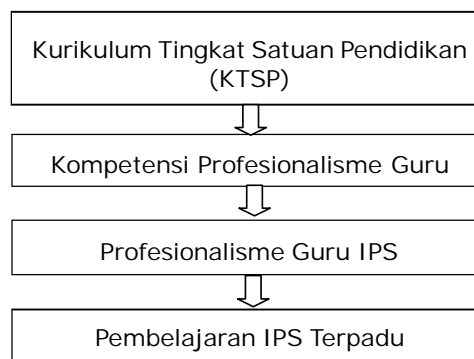 Kurikulum Tingkat Satuan Pendidikan
(KTSP)
Kompetensi Profesionalisme Guru
Profesionalisme Guru IPS
Pembelajaran IPS Terpadu